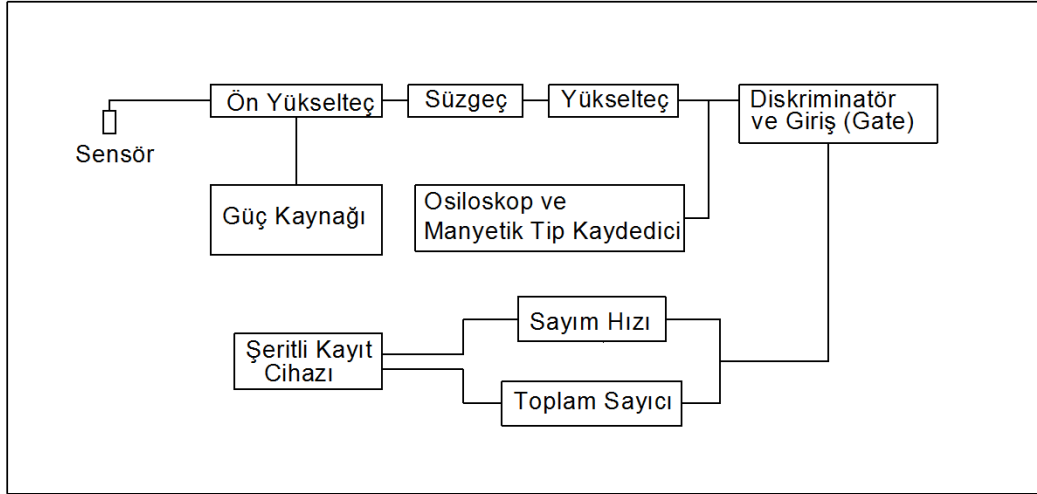 Ön Yükselteç
Süzgeç
Yükselteç
Diskriminatör
ve Giriş (Gate)
Sensör
Güç Kaynağı
Osiloskop ve
Manyetik Tip Kaydedici
Sayım Hızı
Şeritli Kayıt
Cihazı
Toplam Sayıcı